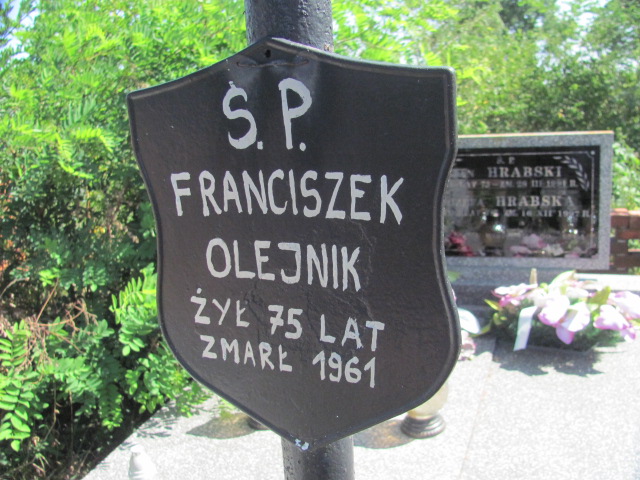 Ś. P.
FRANCISZEK
OLEJNIK
ŻYŁ 75 LAT
ZMARŁ 1961
Ś. P.
HRABSKI
HRABSKA